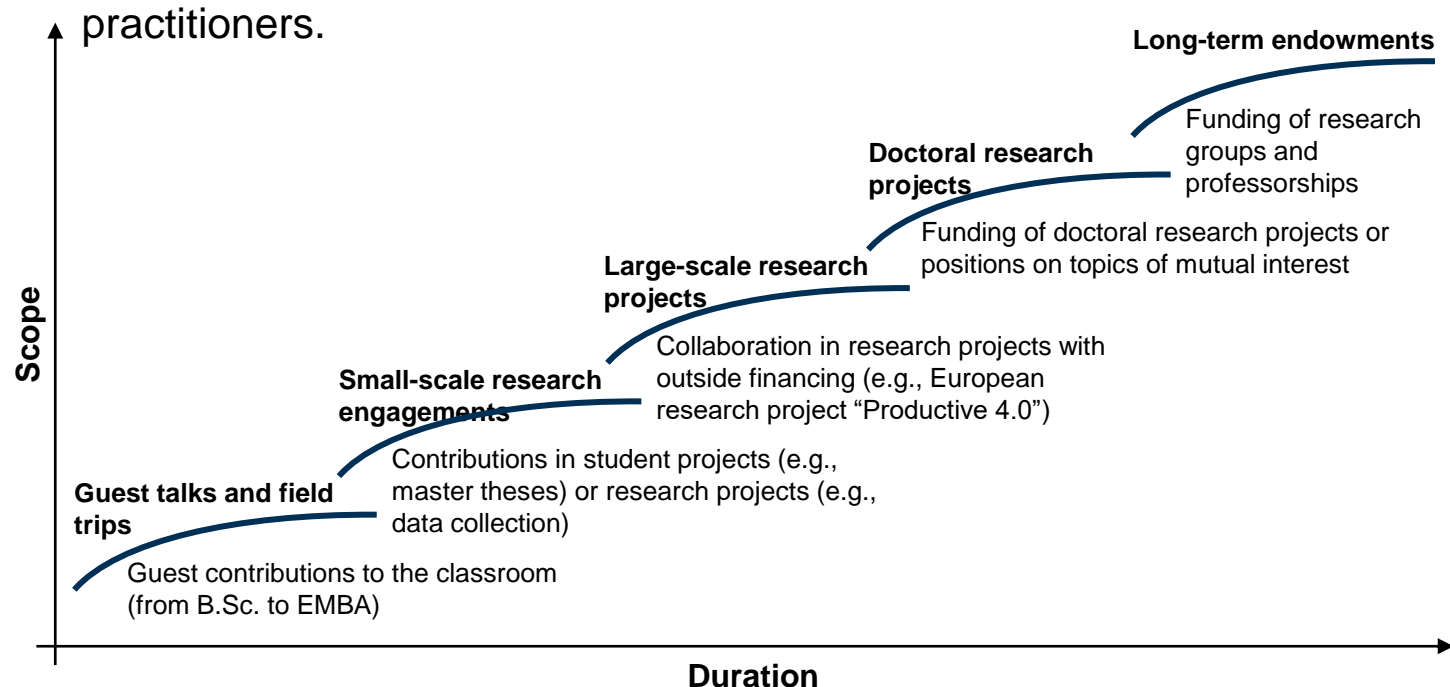 practitioners.
Long-term endowments
Funding of research
groups and
professorships
Doctoral research
projects
Funding of doctoral research projects or
positions on topics of mutual interest
Large-scale research
projects
Collaboration in research projects with
outside financing (e.g., European
research project “Productive 4.0”)
Small-scale research
engagements
Contributions in student projects (e.g.,
master theses) or research projects (e.g.,
data collection)
Guest talks and field
trips
Guest contributions to the classroom
(from B.Sc. to EMBA)
Scope
Duration